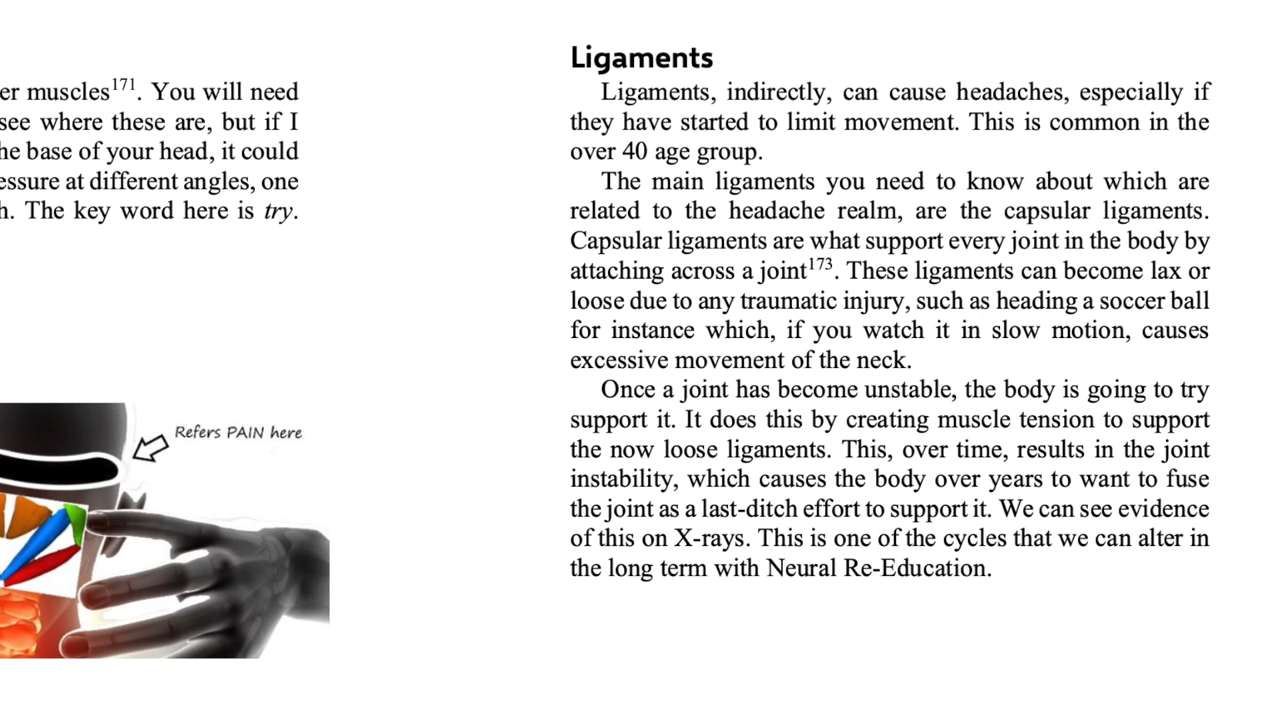 er muscles171. You will need
see where these are, but if I
he base of your head, it could
essure at different angles, one
h. The key word here is try.
Refers PAIN here
Ligaments
Ligaments, indirectly, can cause headaches, especially if
they have started to limit movement. This is common in the
over 40 age group.
The main ligaments you need to know about which are
related to the headache realm, are the capsular ligaments.
Capsular ligaments are what support every joint in the body by
attaching across a joint173. These ligaments can become lax or
loose due to any traumatic injury, such as heading a soccer ball
for instance which, if you watch it in slow motion, causes
excessive movement of the neck.
Once a joint has become unstable, the body is going to try
support it. It does this by creating muscle tension to support
the now loose ligaments. This, over time, results in the joint
instability, which causes the body over years to want to fuse
the joint as a last-ditch effort to support it. We can see evidence
of this on X-rays. This is one of the cycles that we can alter in
the long term with Neural Re-Education.